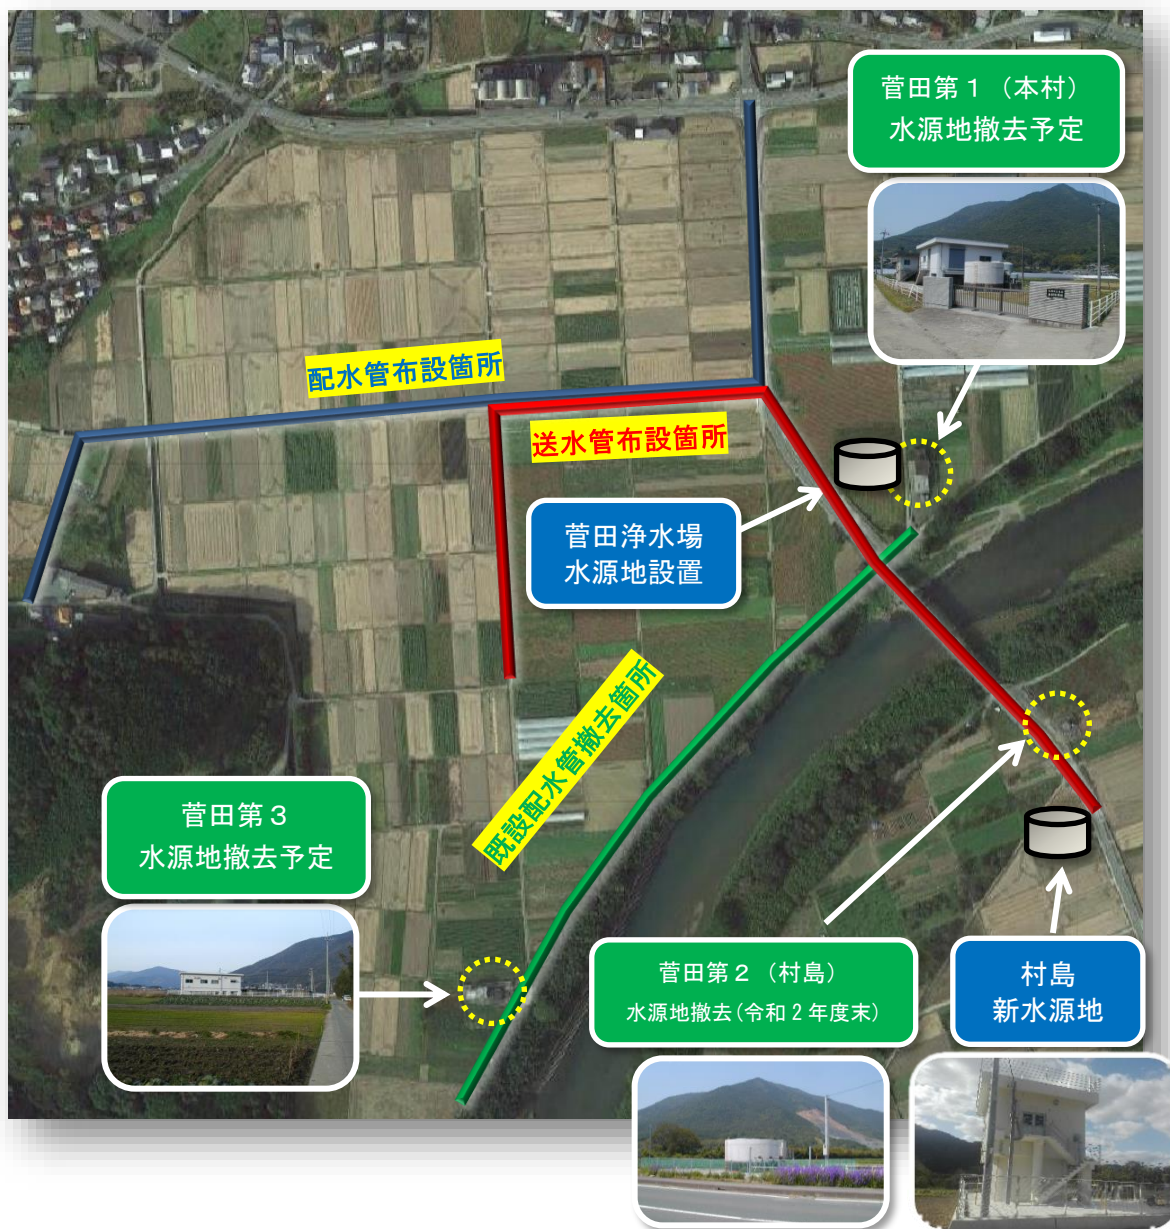 菅田第１（本村）
水源地撤去予定
配水管布設箇所
送水管布設箇所
菅田浄水場
水源地設置
既設配水管撤去箇所
菅田第３
水源地撤去予定
菅田第２（村島）
水源地撤去(令和２年度末)
村島
新水源地